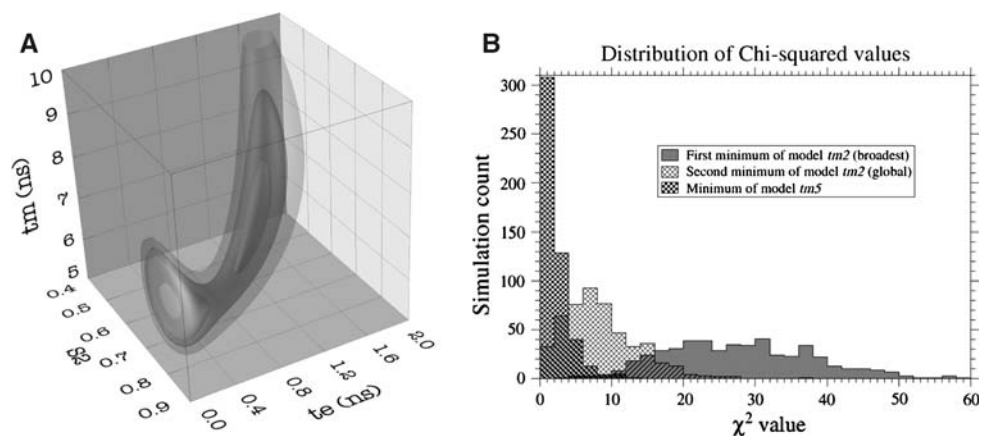 A
tm (ns)
10
9
8
7
6
5
0.4
0.5
0.6
0.7
0.8
0.9
S2
0.0
0.4
0.8
1.2
1.6
2.0
te (ns)
B
Distribution of Chi-squared values
Simulation count
300
250
200
150
100
50
0
First minimum of model tm2 (broadest)
Second minimum of model tm2 (global)
Minimum of model tm5
0 10 20 30 40 50 60
χ² value